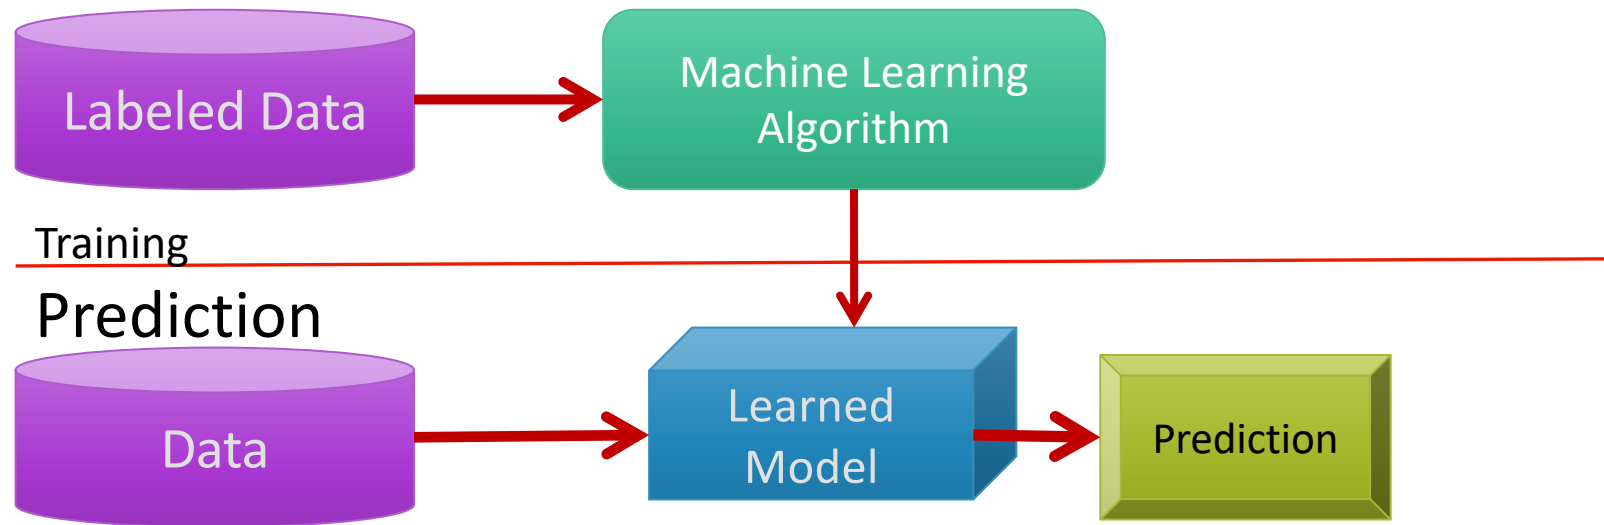 Labeled Data
Machine Learning
Algorithm
Training
Prediction
Data
Learned
Model
Prediction